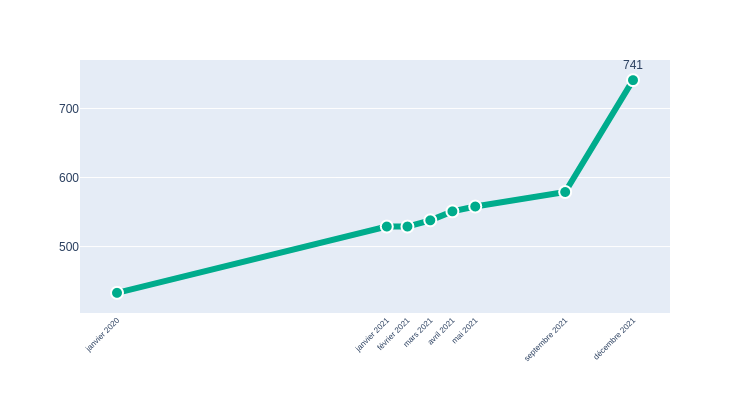 741
700
600
500
janvier 2020
janvier 2021
février 2021
mars 2021
avril 2021
mai 2021
septembre 2021
décembre 2021